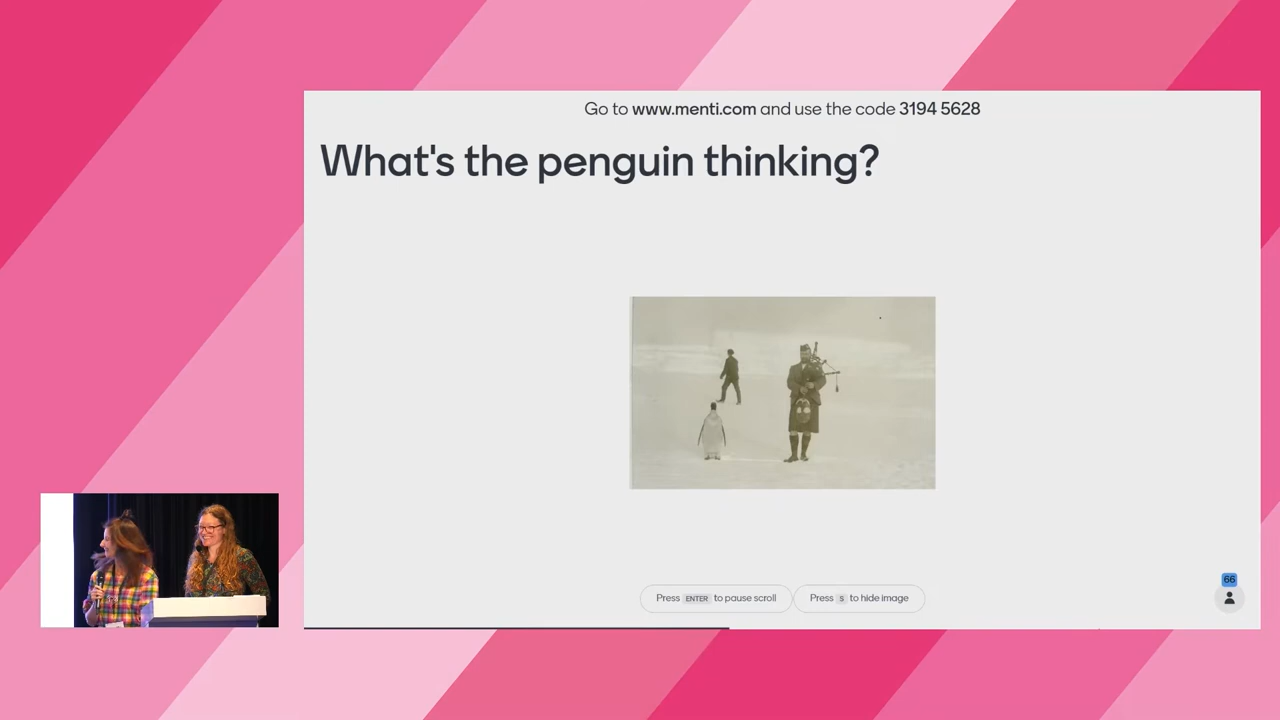 Go to www.menti.com and use the code 3194 5628
What's the penguin thinking?
Press ENTER to pause scroll
Press S to hide image
66